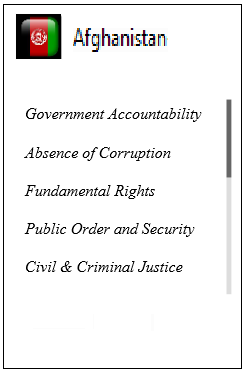 Afghanistan
Government Accountability
Absence of Corruption
Fundamental Rights
Public Order and Security
Civil & Criminal Justice